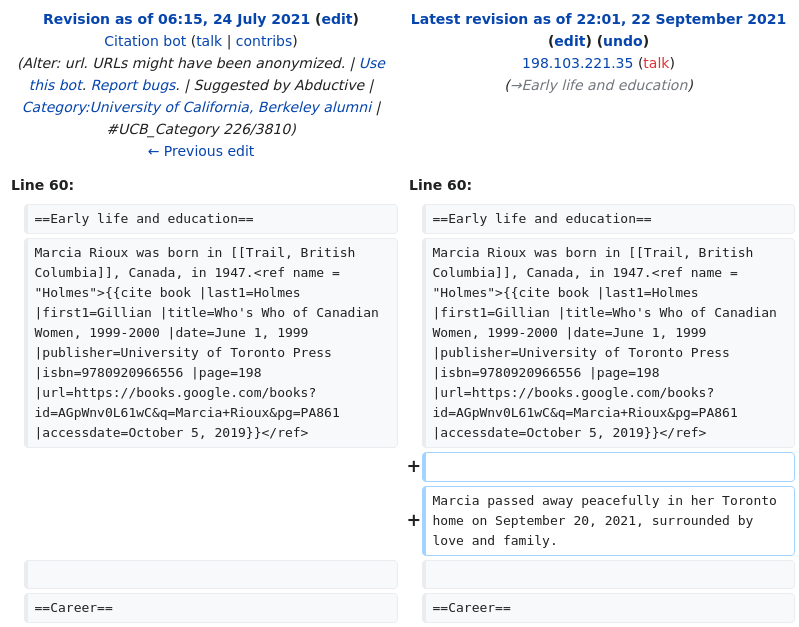 Revision as of 06:15, 24 July 2021 (edit)
Citation bot (talk | contribs)
(Alter: url. URLs might have been anonymized. | Use
this bot. Report bugs. | Suggested by Abductive |
Category:University of California, Berkeley alumni |
#UCB_Category 226/3810)
← Previous edit
Latest revision as of 22:01, 22 September 2021
(edit) (undo)
198.103.221.35 (talk)
(→Early life and education)
Line 60:
Line 60:
==Early life and education==
==Early life and education==
Marcia Rioux was born in [[Trail, British
Columbia]], Canada, in 1947.<ref name =
"Holmes">{{cite book |last1=Holmes
|first1=Gillian |title=Who's Who of Canadian
Women, 1999-2000 |date=June 1, 1999
|publisher=University of Toronto Press
|isbn=9780920966556 |page=198
|url=https://books.google.com/books?
id=AGpWnv0L61wC&q=Marcia+Rioux&pg=PA861
|accessdate=October 5, 2019}}</ref>
Marcia Rioux was born in [[Trail, British
Columbia]], Canada, in 1947.<ref name =
"Holmes">{{cite book |last1=Holmes
|first1=Gillian |title=Who's Who of Canadian
Women, 1999-2000 |date=June 1, 1999
|publisher=University of Toronto Press
|isbn=9780920966556 |page=198
|url=https://books.google.com/books?
id=AGpWnv0L61wC&q=Marcia+Rioux&pg=PA861
|accessdate=October 5, 2019}}</ref>
+
+
Marcia passed away peacefully in her Toronto
home on September 20, 2021, surrounded by
love and family.
==Career==
==Career==